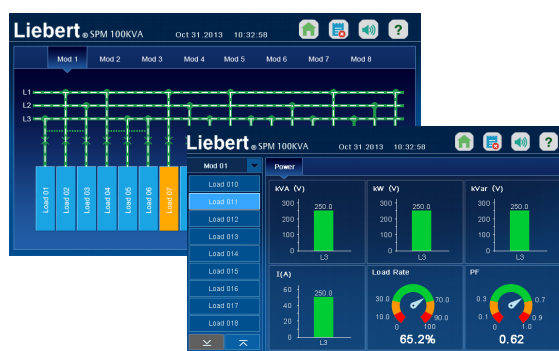 Liebert® SPM 100KVA Oct 31.2013 10:32:58 ?
Mod 1 Mod 2 Mod 3 Mod 4 Mod 5 Mod 6 Mod 7 Mod 8
L1
L2
L3
Load 01 Load 02 Load 03 Load 04 Load 05 Load 06 Load 07
Liebert® SPM 100KVA Oct 31.2013 10:32:58 ?
Mod 01 Power
Load 010
Load 011
Load 012
Load 013
Load 014
Load 015
Load 016
Load 017
Load 018
kVA (V) kW (V) kVar (V)
300 250.0 300 250.0 300 250.0
200 200 200
100 100 100
0 0 0
L3 L3 L3
I(A) Load Rate PF
60 250.0
40
20
0
L3
30.0 70.0
10.0 90.0
0 100
65.2%
0.3 0.7
0.1 0.9
0 1
0.62